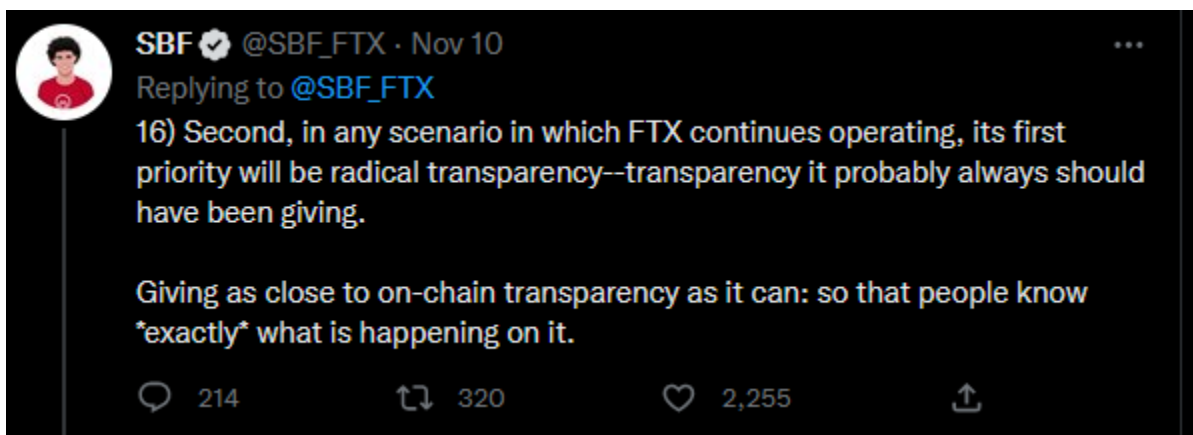 SBF @SBF_FTX · Nov 10
Replying to @SBF_FTX
16) Second, in any scenario in which FTX continues operating, its first
priority will be radical transparency--transparency it probably always should
have been giving.
Giving as close to on-chain transparency as it can: so that people know
*exactly* what is happening on it.
214 320 2,255